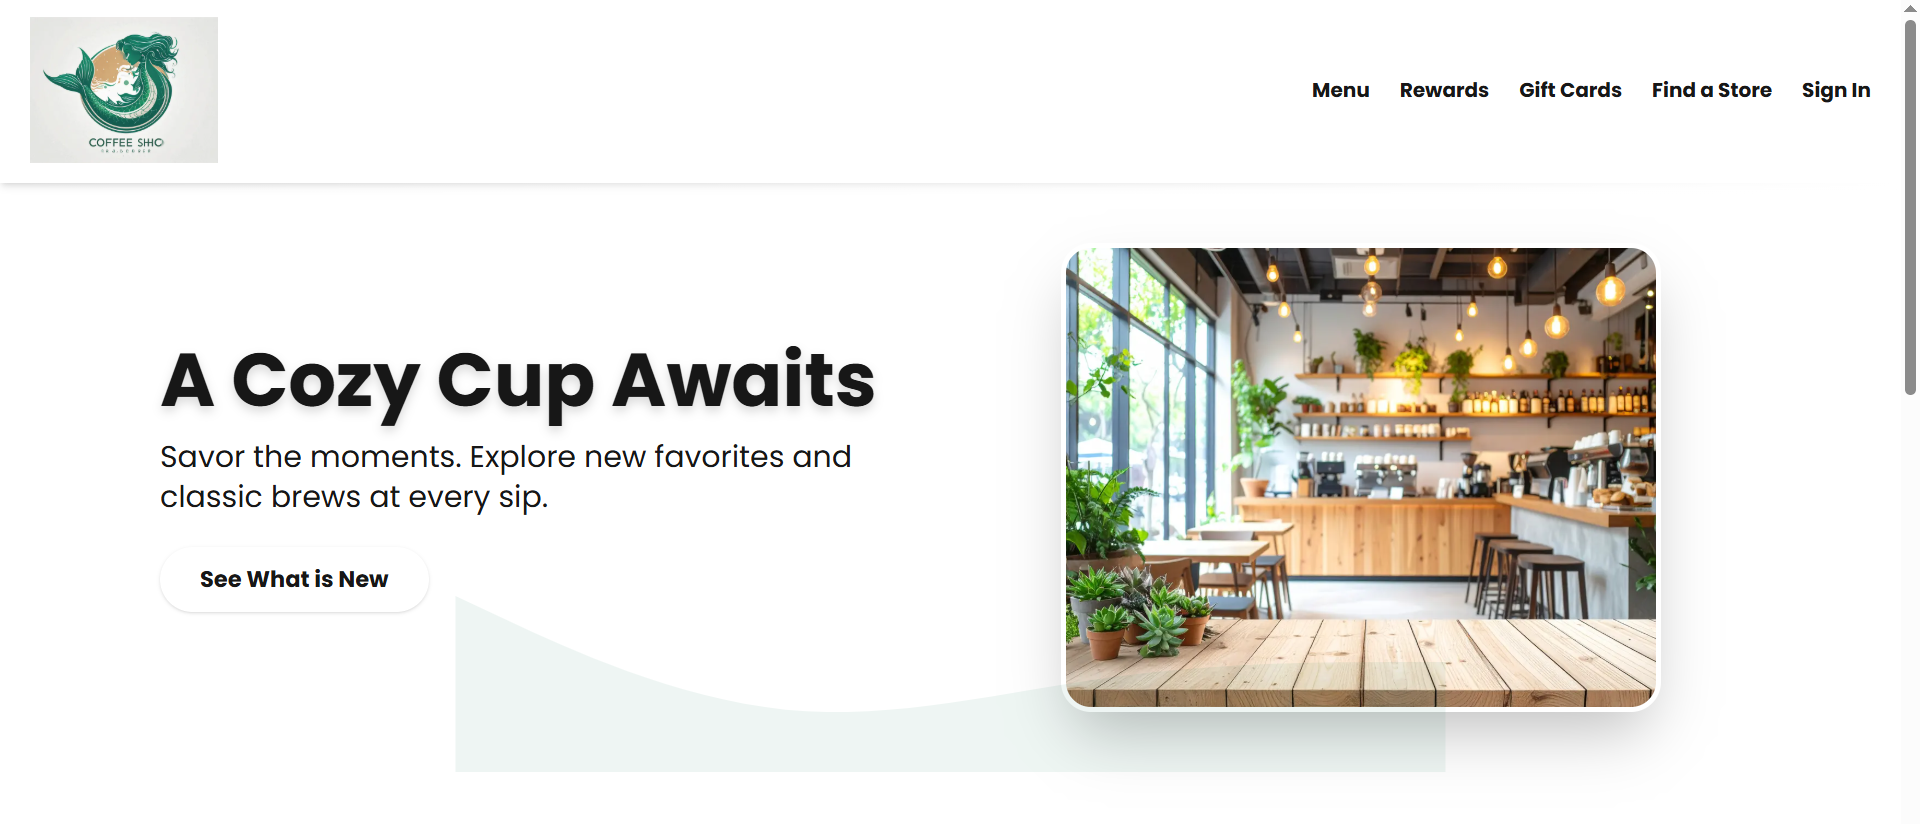 COFFEE SHO
Menu
Rewards
Gift Cards
Find a Store
Sign In
A Cozy Cup Awaits
Savor the moments. Explore new favorites and
classic brews at every sip.
See What is New